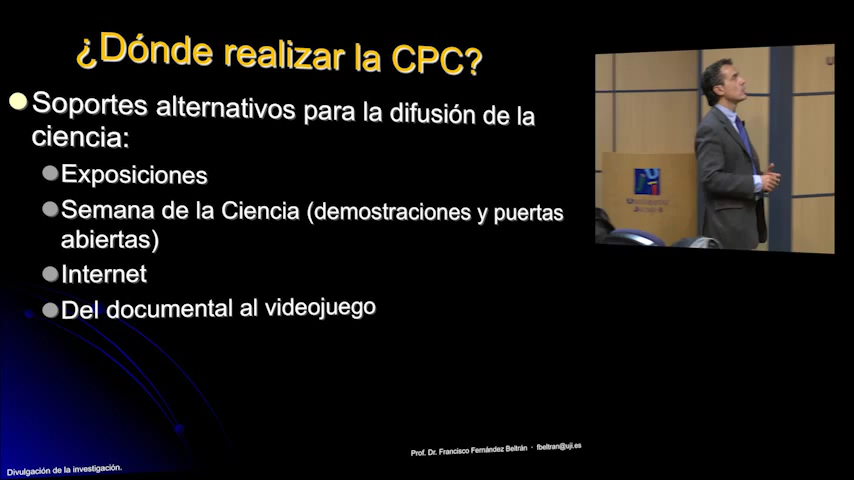 ¿Dónde realizar la CPC?
Soportes alternativos para la difusión de la
ciencia:
Exposiciones
Semana de la Ciencia (demostraciones y puertas
abiertas)
Internet
Del documental al videojuego
Prof. Dr. Francisco Fernández Beltrán · fbeltran@uji.es
Divulgación de la investigación.